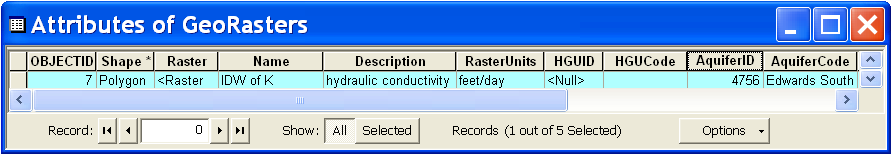 Attributes of GeoRasters
OBJECTID Shape * Raster Name Description RasterUnits HGUID HGUCode AquiferID AquiferCode
7 Polygon <Raster IDW of K hydraulic conductivity feet/day <Null> 4756 Edwards South
Record: 0 Show: All Selected Records (1 out of 5 Selected) Options